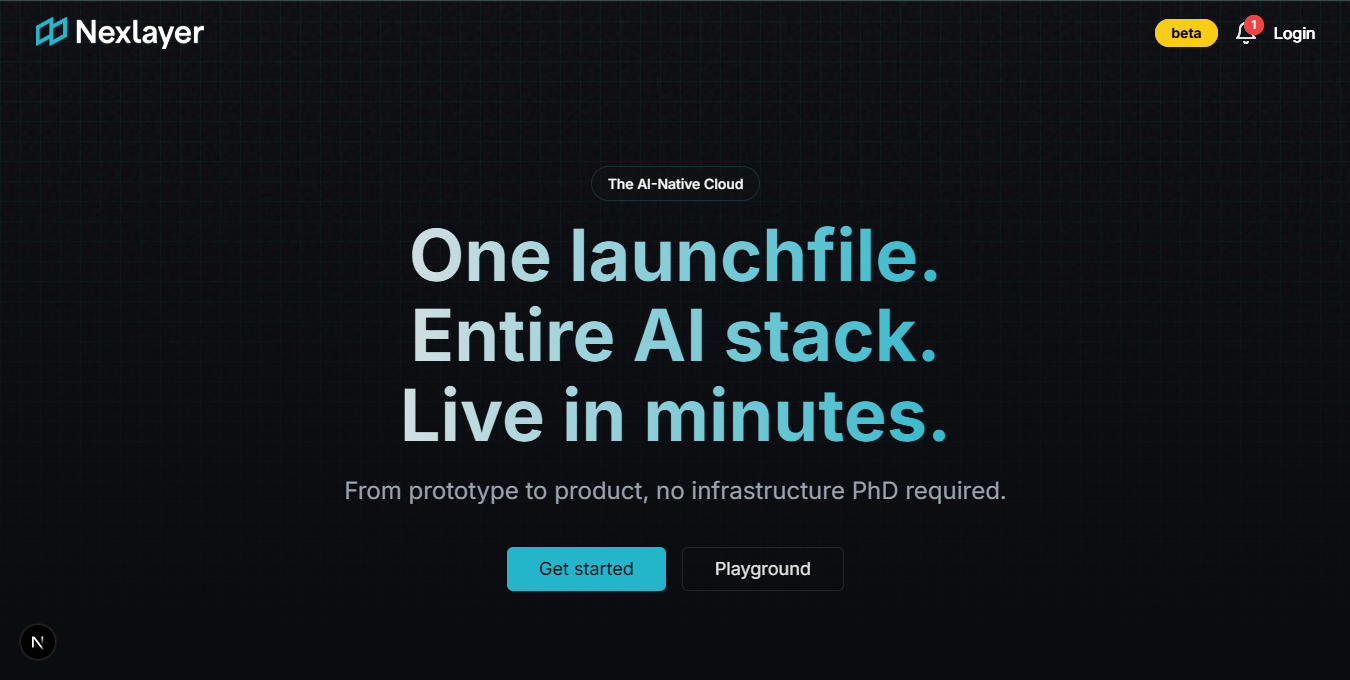 Nexlayer
beta
1
Login
The AI-Native Cloud
One launchfile.
Entire AI stack.
Live in minutes.
From prototype to product, no infrastructure PhD required.
Get started
Playground
N